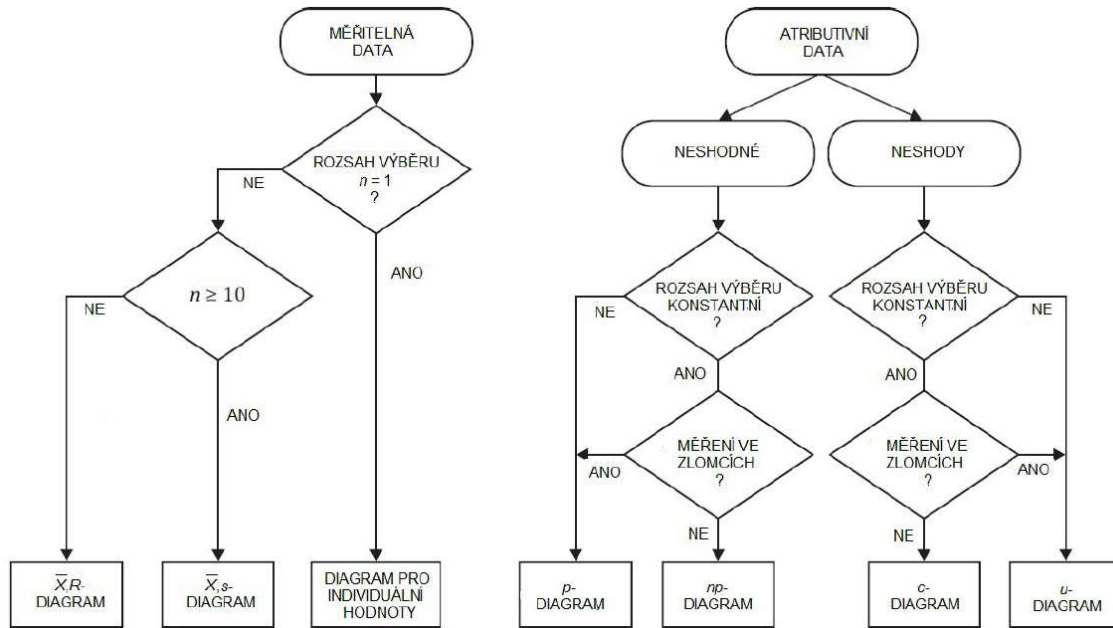 MĚŘITELNÁ
DATA
ROZSAH VÝBĚRU
n = 1
?
NE
ANO
n ≥ 10
NE
ANO
X̅,R-
DIAGRAM
X̅,s-
DIAGRAM
DIAGRAM PRO
INDIVIDUÁLNÍ
HODNOTY
ATRIBUTIVNÍ
DATA
NESHODNÉ
NESHODY
ROZSAH VÝBĚRU
KONSTANTNÍ
?
NE
ANO
MĚŘENÍ VE
ZLOMCÍCH
?
ANO
NE
ROZSAH VÝBĚRU
KONSTANTNÍ
?
NE
ANO
MĚŘENÍ VE
ZLOMCÍCH
?
ANO
NE
p-
DIAGRAM
np-
DIAGRAM
c-
DIAGRAM
u-
DIAGRAM